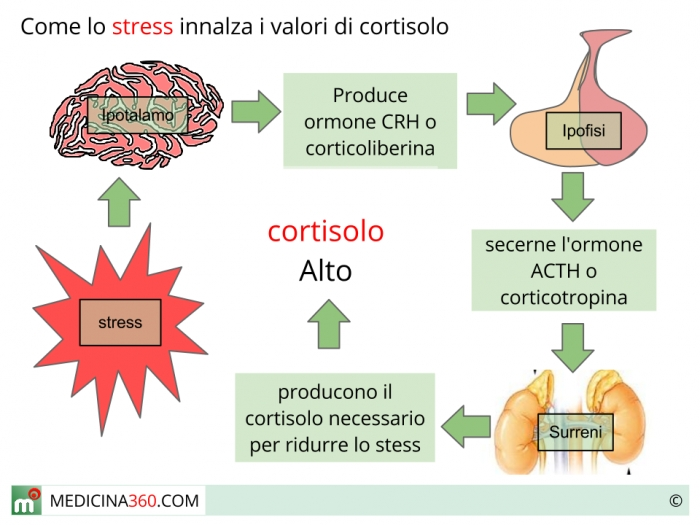 Come lo stress innalza i valori di cortisolo
Ipotalamo
Produce
ormone CRH o
corticoliberina
Ipofisi
secerne l'ormone
ACTH o
corticotropina
Surreni
producono il
cortisolo necessario
per ridurre lo stess
cortisolo
Alto
stress
m
MEDICINA360.COM
©